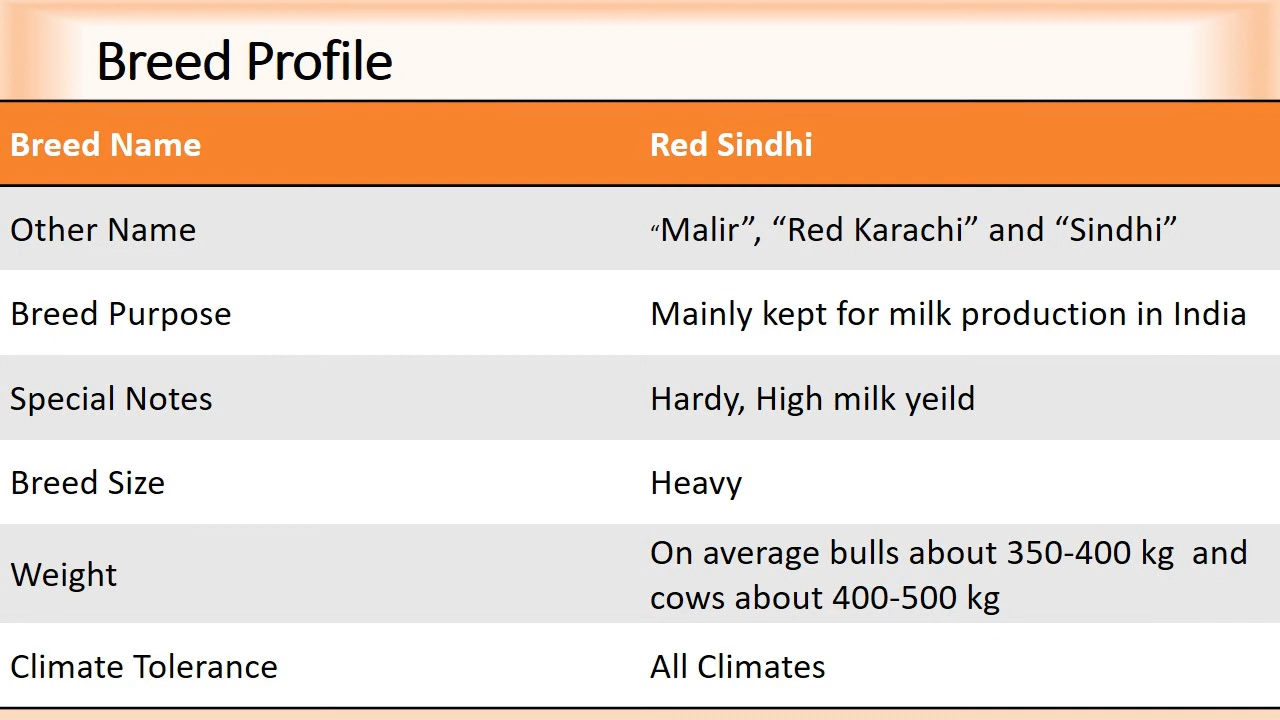 Breed Profile
Breed Name
Red Sindhi
Other Name
“Malir”, “Red Karachi” and “Sindhi”
Breed Purpose
Mainly kept for milk production in India
Special Notes
Hardy, High milk yeild
Breed Size
Heavy
Weight
On average bulls about 350-400 kg  and
cows about 400-500 kg
Climate Tolerance
All Climates